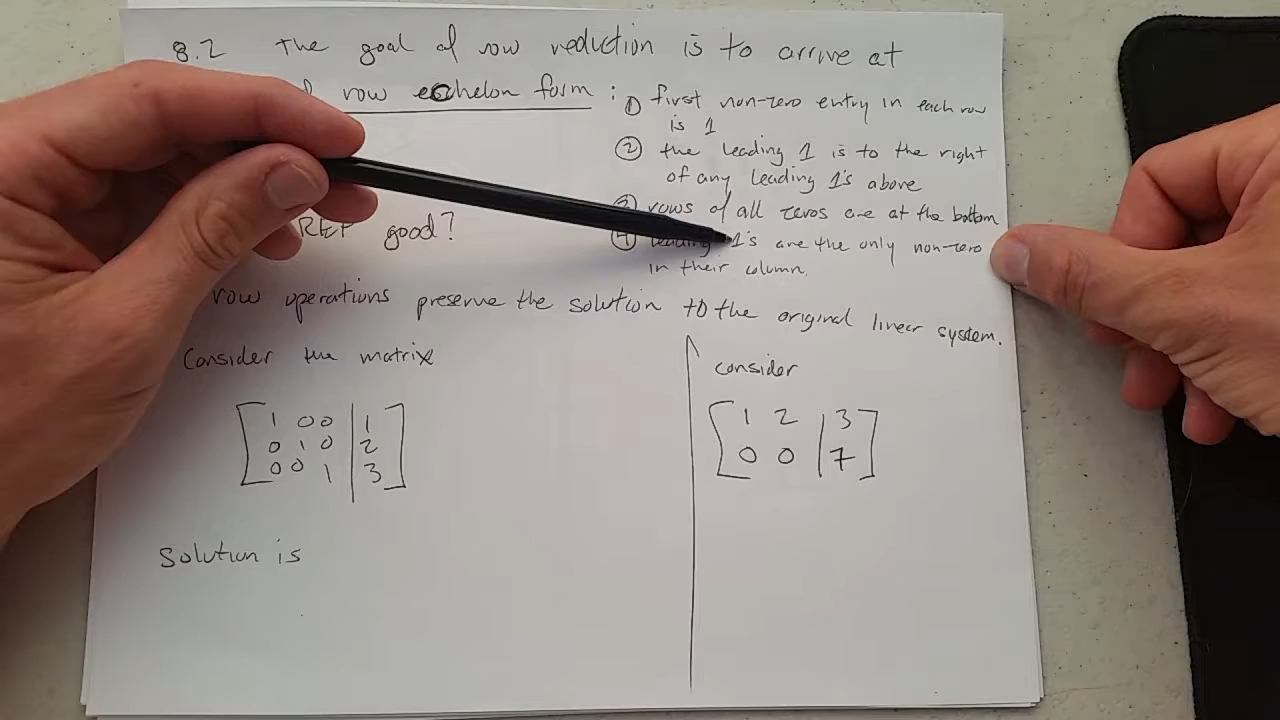 8.2 The goal of row reduction is to arrive at
row echelon form :
① first non-zero entry in each row
is 1
② the leading 1 is to the right
of any leading 1's above
③ rows of all zeros are at the bottom
④ leading 1's are the only non-zero
in their column.
RREF good?
row operations preserve the solution to the original linear system.
Consider the matrix
1 0 0 | 1
0 1 0 | 2
0 0 1 | 3
Solution is
consider
1 2 | 3
0 0 | 7